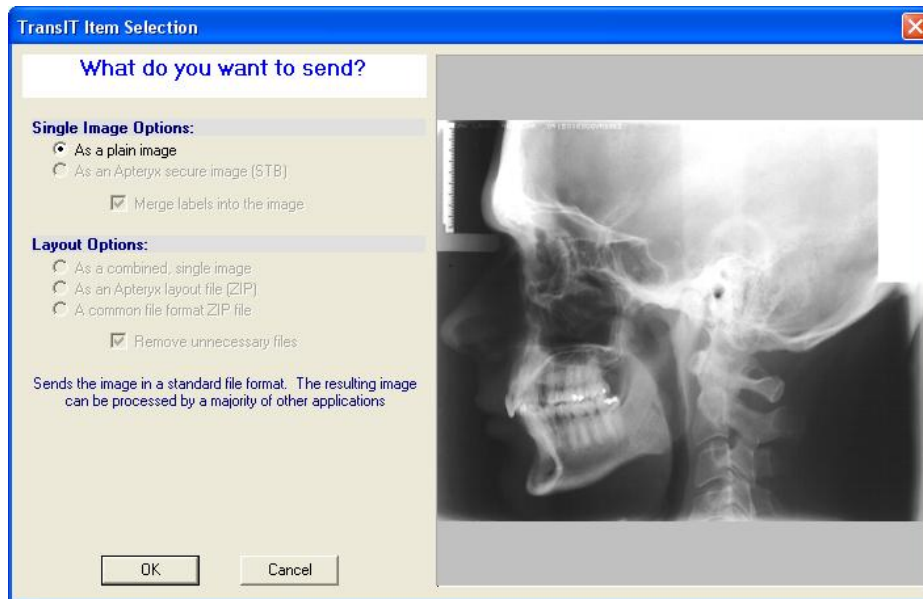 TransIT Item Selection
What do you want to send?
Single Image Options:
As a plain image
As an Apteryx secure image (STB)
Merge labels into the image
Layout Options:
As a combined, single image
As an Apteryx layout file (ZIP)
A common file format ZIP file
Remove unnecessary files
Sends the image in a standard file format. The resulting image
can be processed by a majority of other applications
OK
Cancel